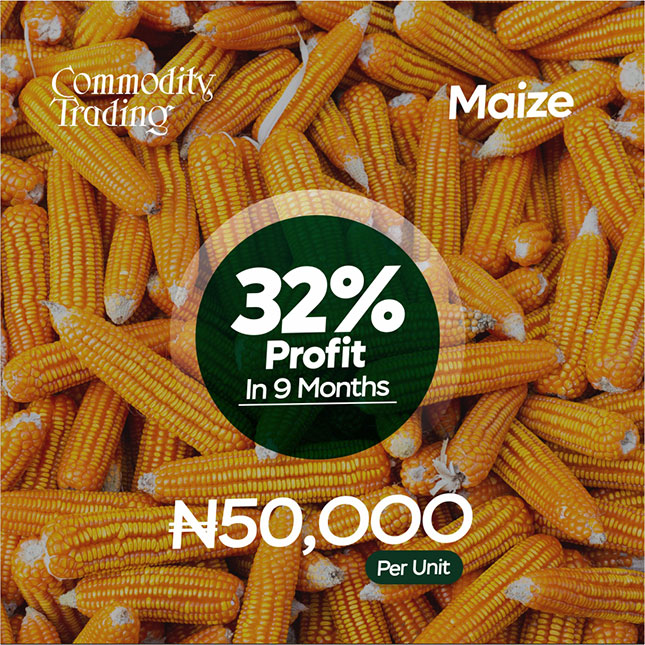 Commodity
Trading
Maize
32%
Profit
In 9 Months
₦50,000
Per Unit